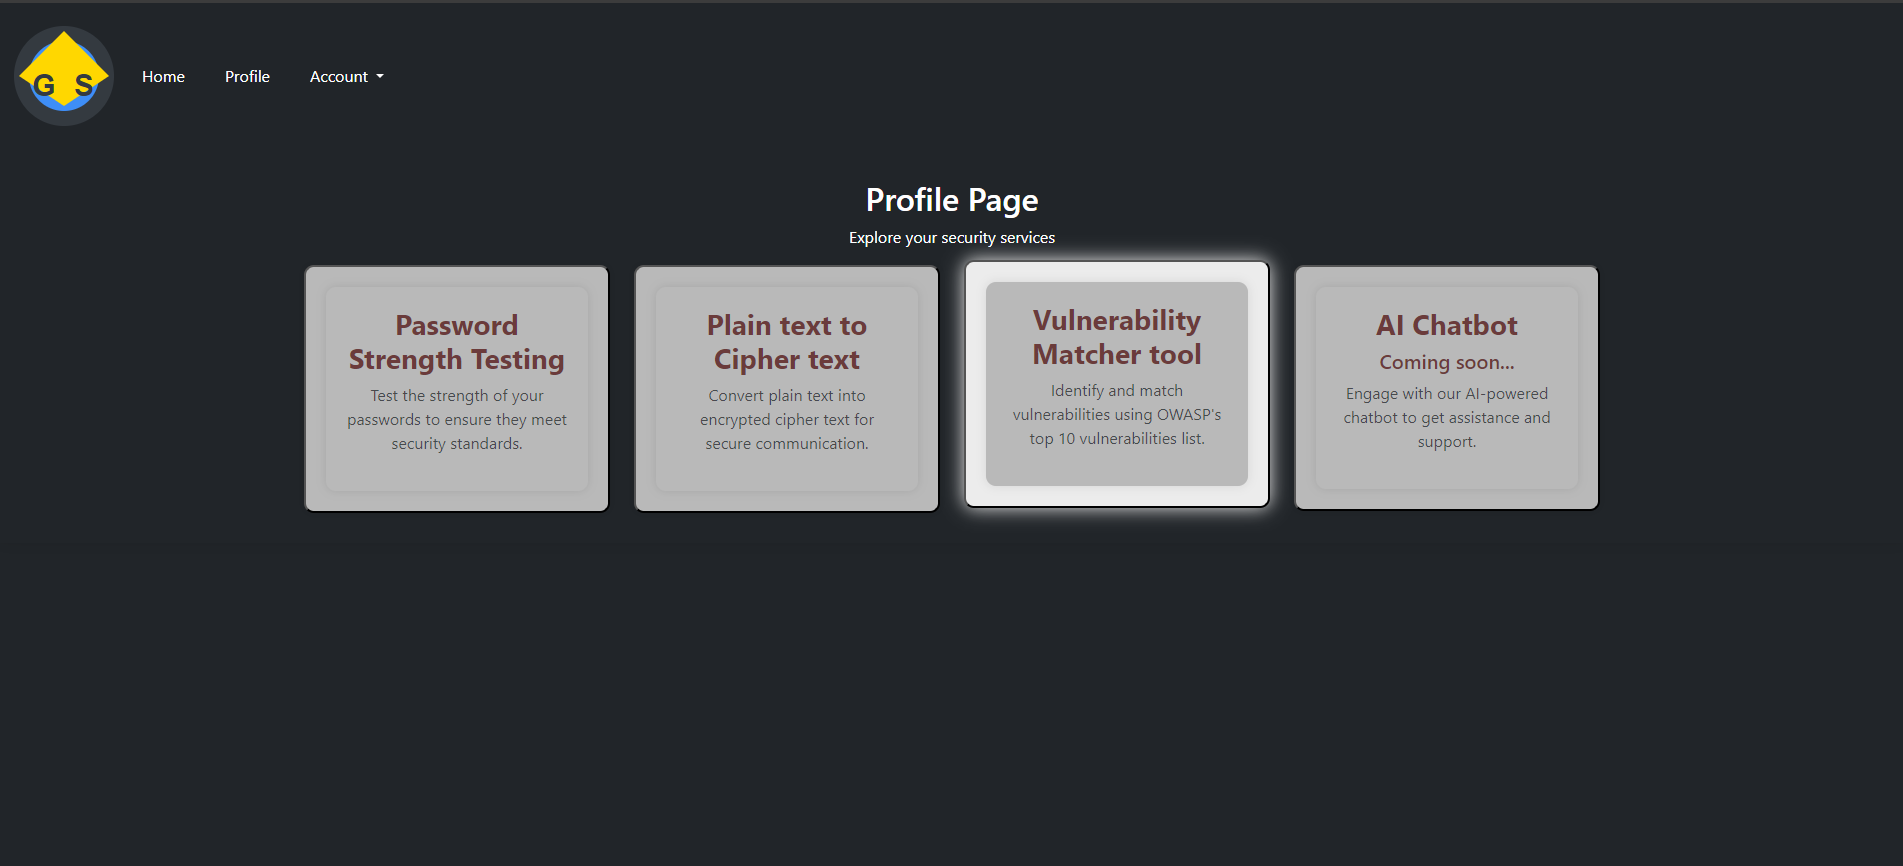 G S
Home Profile Account
Profile Page
Explore your security services
Password
Strength Testing
Test the strength of your
passwords to ensure they meet
security standards.
Plain text to
Cipher text
Convert plain text into
encrypted cipher text for
secure communication.
Vulnerability
Matcher tool
Identify and match
vulnerabilities using OWASP's
top 10 vulnerabilities list.
AI Chatbot
Coming soon...
Engage with our AI-powered
chatbot to get assistance and
support.